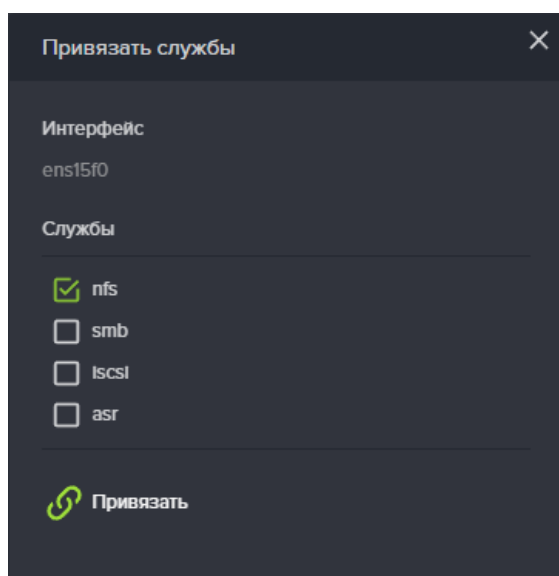 Привязать службы
Интерфейс
ens15f0
Службы
nfs
smb
iscsi
asr
Привязать